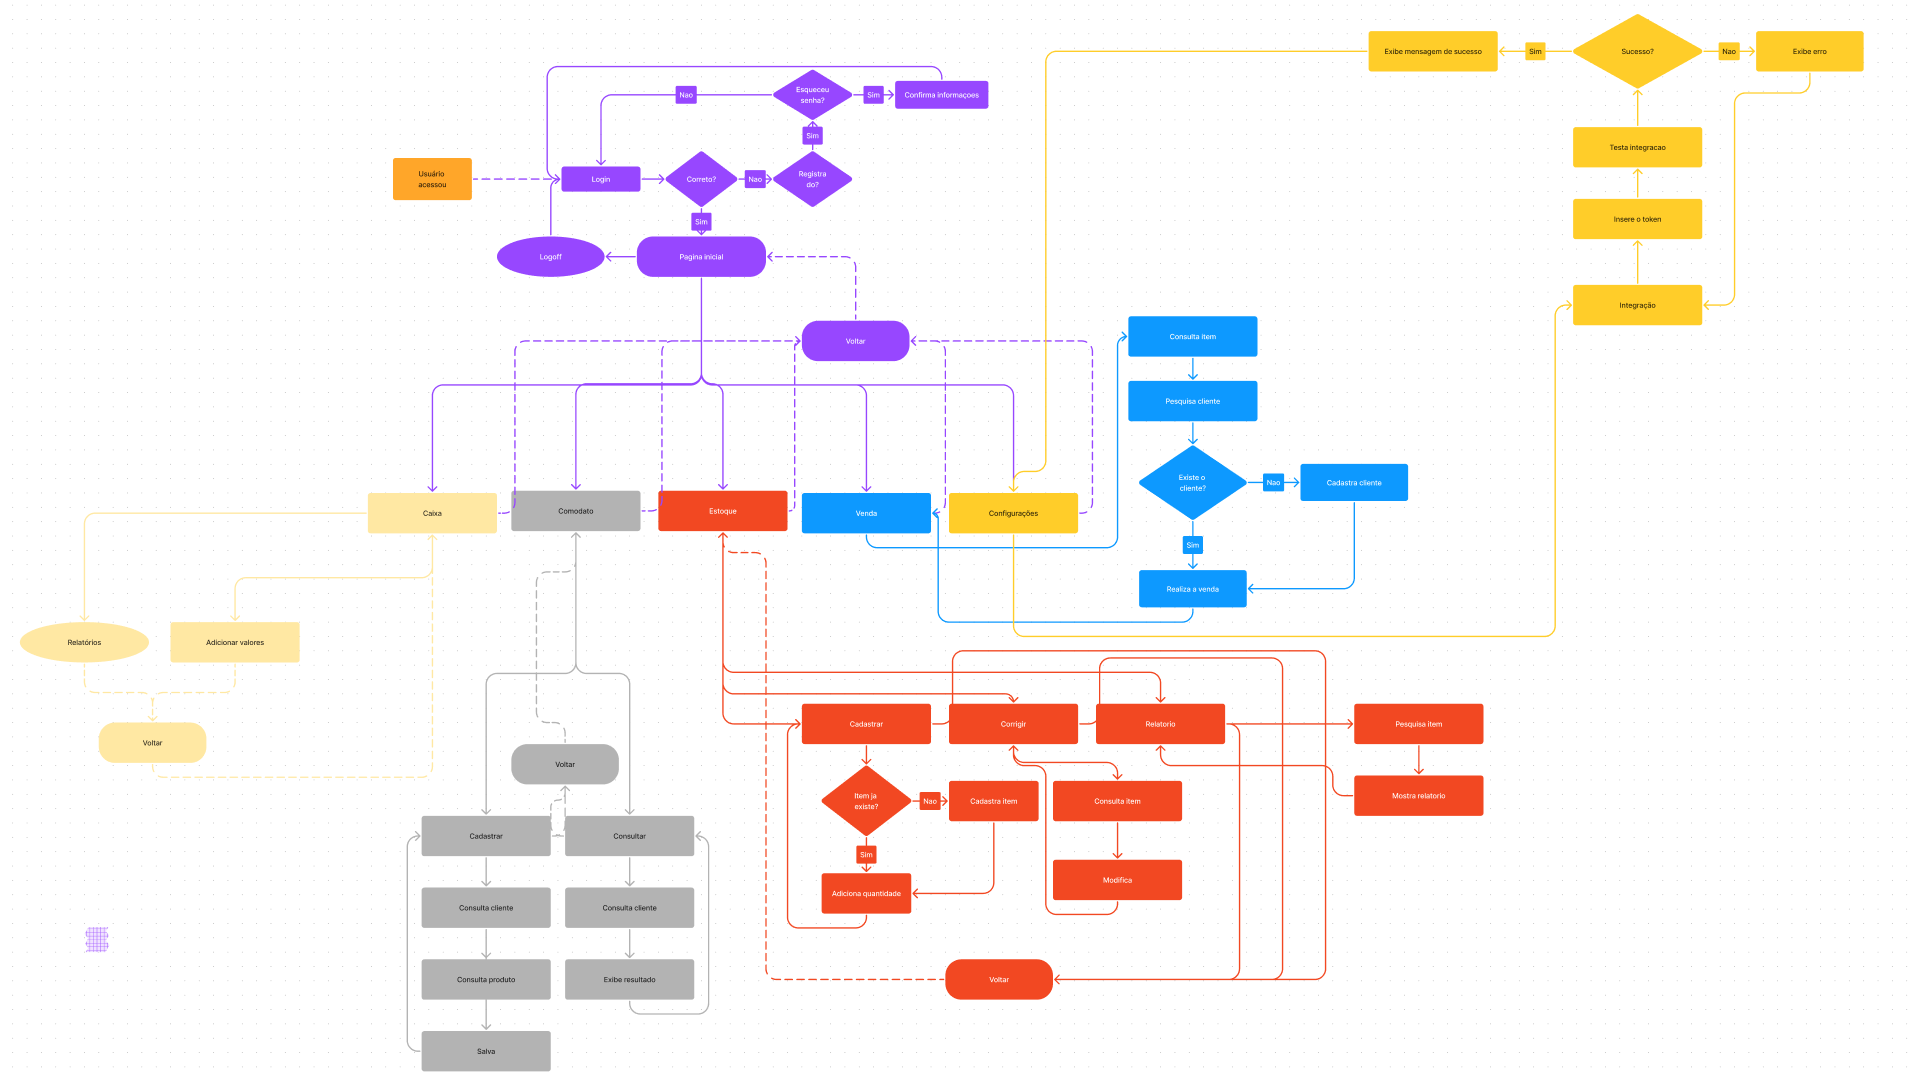 Exibe mensagem de sucesso
Sim
Sucesso?
Nao
Exibe erro
Esqueceu
senha?
Nao
Sim
Confirma informaçoes
Sim
Testa integracao
Usuário
acessou
Login
Correto?
Nao
Registra
do?
Sim
Insere o token
Logoff
Pagina inicial
Integração
Voltar
Consulta item
Pesquisa cliente
Existe o
cliente?
Nao
Cadastra cliente
Caixa
Comodato
Estoque
Venda
Configurações
Sim
Realiza a venda
Relatórios
Adicionar valores
Voltar
Voltar
Cadastrar
Corrigir
Relatorio
Pesquisa item
Item ja
existe?
Nao
Cadastra item
Consulta item
Mostra relatorio
Cadastrar
Consultar
Sim
Adiciona quantidade
Modifica
Consulta cliente
Consulta cliente
Consulta produto
Exibe resultado
Voltar
Salva